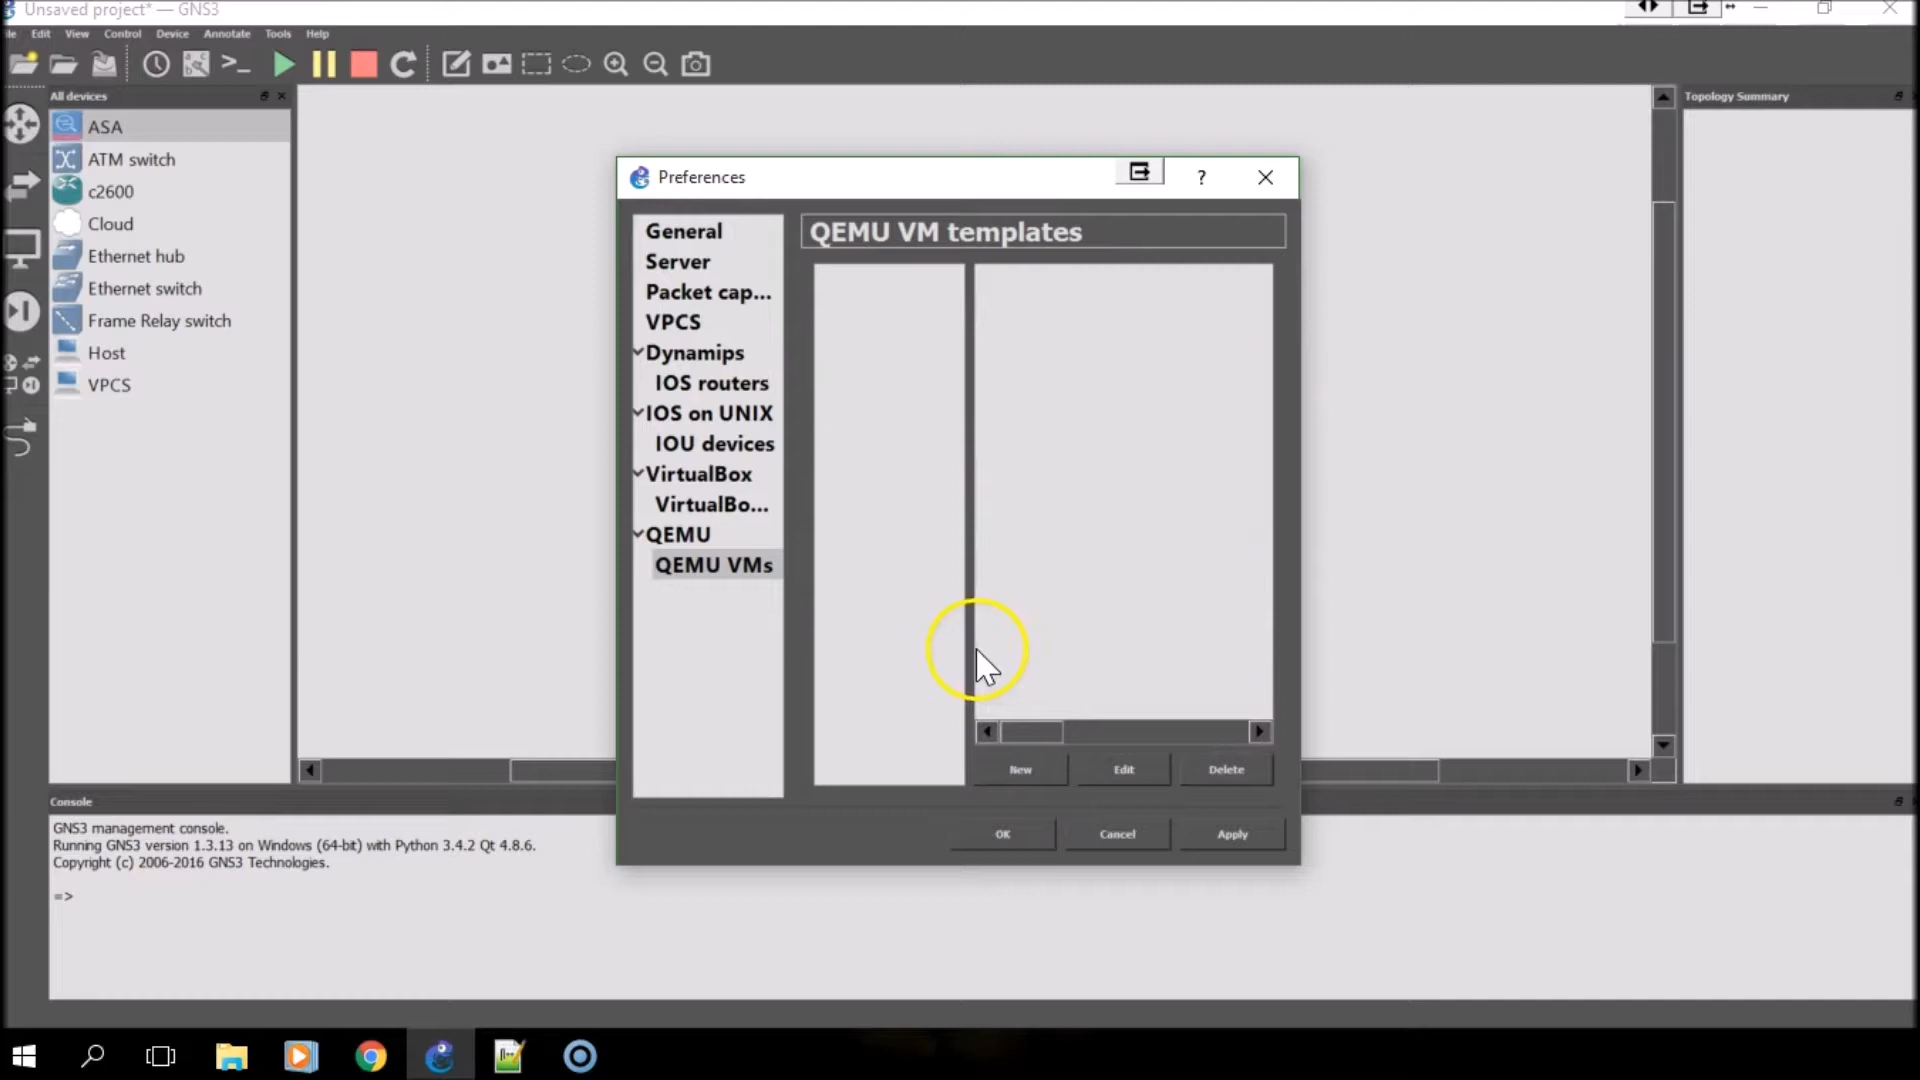 Unsaved project* — GNS3
Edit View Control Device Annotate Tools Help
All devices
ASA
ATM switch
c2600
Cloud
Ethernet hub
Ethernet switch
Frame Relay switch
Host
VPCS
Topology Summary
Preferences
?
General
Server
Packet cap...
VPCS
Dynamips
IOS routers
IOS on UNIX
IOU devices
VirtualBox
VirtualBo...
QEMU
QEMU VMs
QEMU VM templates
New Edit Delete
OK Cancel Apply
Console
GNS3 management console.
Running GNS3 version 1.3.13 on Windows (64-bit) with Python 3.4.2 Qt 4.8.6.
Copyright (c) 2006-2016 GNS3 Technologies.
=>